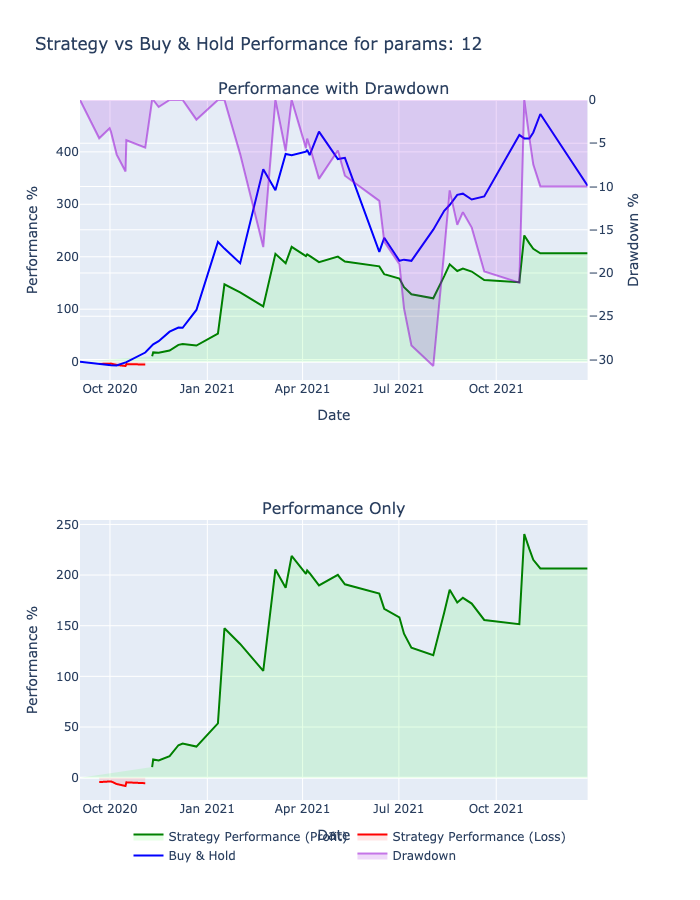 Strategy vs Buy & Hold Performance for params: 12
Performance with Drawdown
Performance %
400
300
200
100
0
0
−5
−10
−15
−20
−25
−30
Drawdown %
Oct 2020 Jan 2021 Apr 2021 Jul 2021 Oct 2021
Date
Performance Only
Performance %
250
200
150
100
50
0
Oct 2020 Jan 2021 Apr 2021 Jul 2021 Oct 2021
Date
Strategy Performance (Profit) Strategy Performance (Loss)
Buy & Hold Drawdown